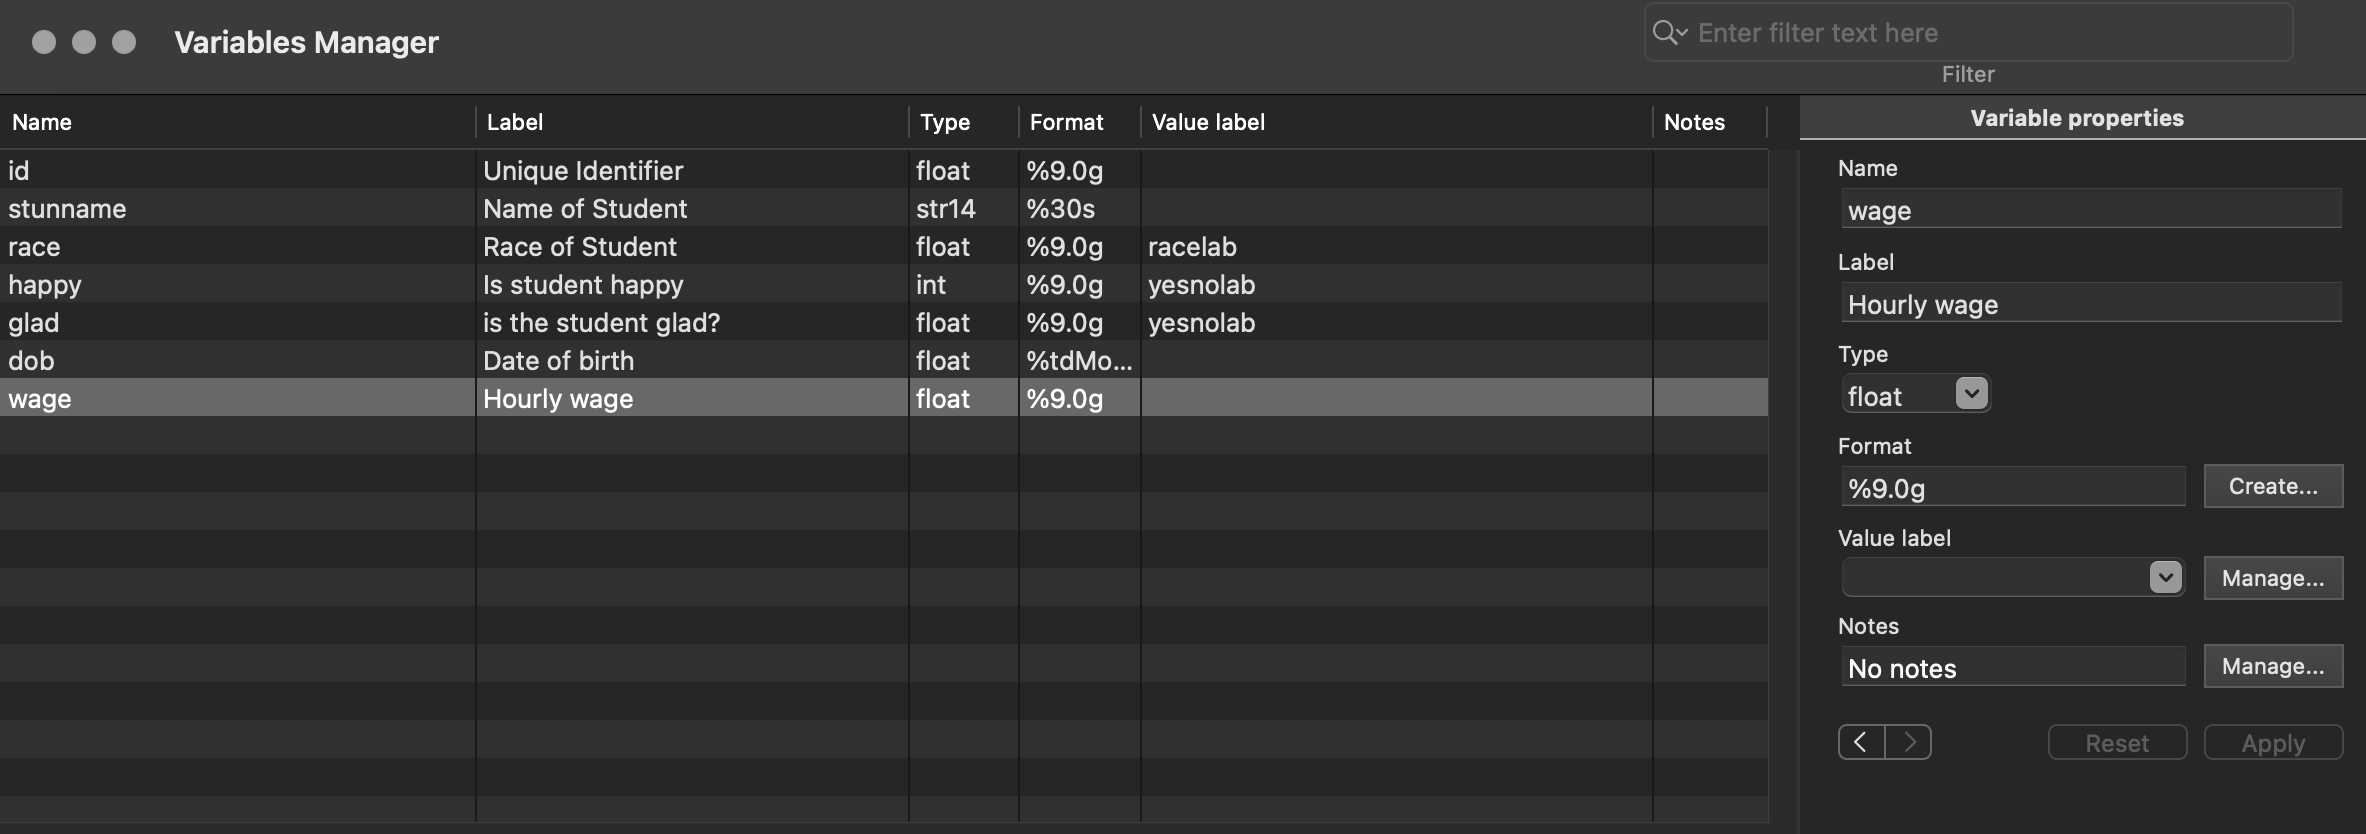 Variables Manager
Enter filter text here
Filter
Name Label Type Format Value label Notes
id Unique Identifier float %9.0g
stunname Name of Student str14 %30s
race Race of Student float %9.0g racelab
happy Is student happy int %9.0g yesnolab
glad is the student glad? float %9.0g yesnolab
dob Date of birth float %tdMo...
wage Hourly wage float %9.0g
Variable properties
Name
wage
Label
Hourly wage
Type
float
Format
%9.0g Create...
Value label
Manage...
Notes
No notes Manage...
Reset Apply